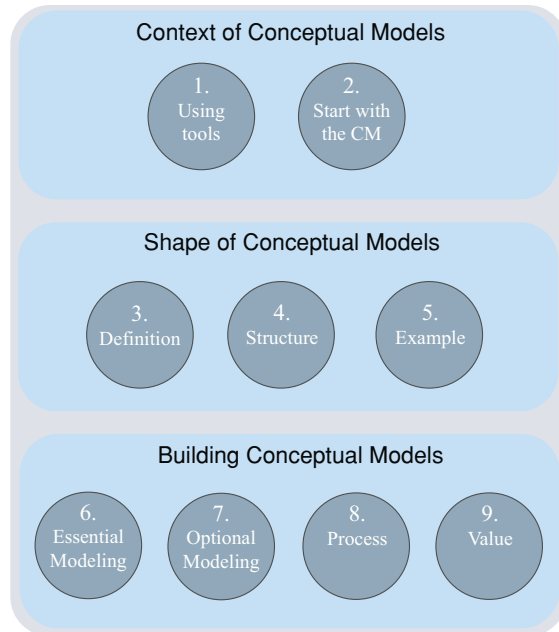 Context of Conceptual Models
1.
Using
tools
2.
Start with
the CM
Shape of Conceptual Models
3.
Definition
4.
Structure
5.
Example
Building Conceptual Models
6.
Essential
Modeling
7.
Optional
Modeling
8.
Process
9.
Value